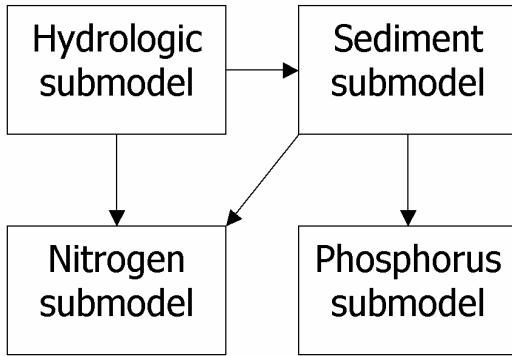 Hydrologic
submodel
Sediment
submodel
Nitrogen
submodel
Phosphorus
submodel